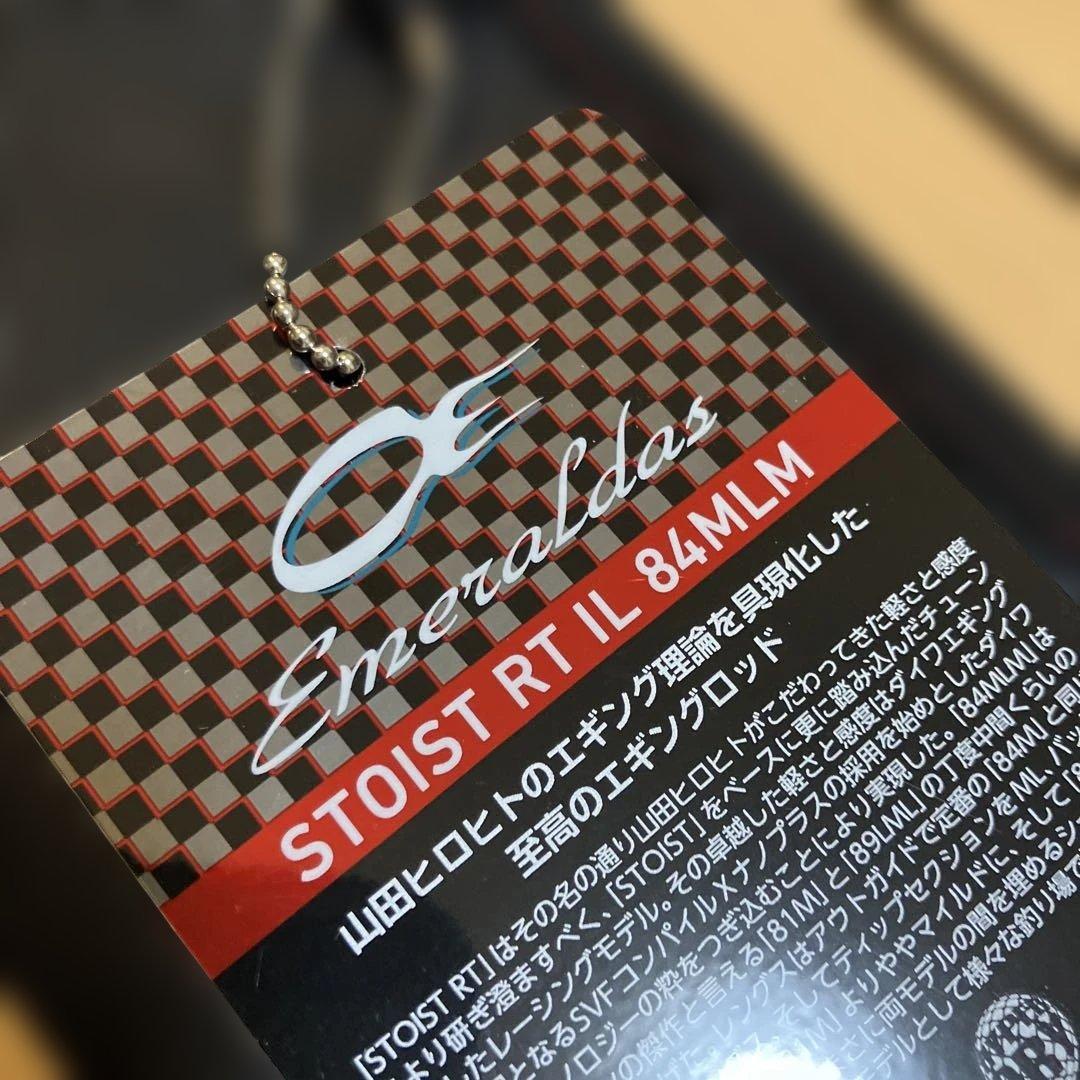 Emeraldas
STOIST RT IL 84MLM
山田ヒロヒトのエギング理論を具現化した
至高のエギングロッド
「STOIST RT」はその名の通り山田ヒロヒトがこだわってきた軽さと感度
より研ぎ澄ますべく、「STOIST」をベースに更に踏み込んだチューン
したレーシングモデル。その卓越した軽さと感度はダイワエギング
となるSVFコンパイルXナノプラスの採用を始めとしたダイワ
ノロジーの粋をつぎ込むことにより実現した。「84MLM」は
の傑作と言える「81M」と「89LML」の丁度中間くらいの
レングスはアウトガイドで定番の「84M」と同
そしてティップセクションをML、バッ
M」よりややマイルドに、そして「8
さに両モデルの間を埋めるシ
デルとして様々な釣り場で